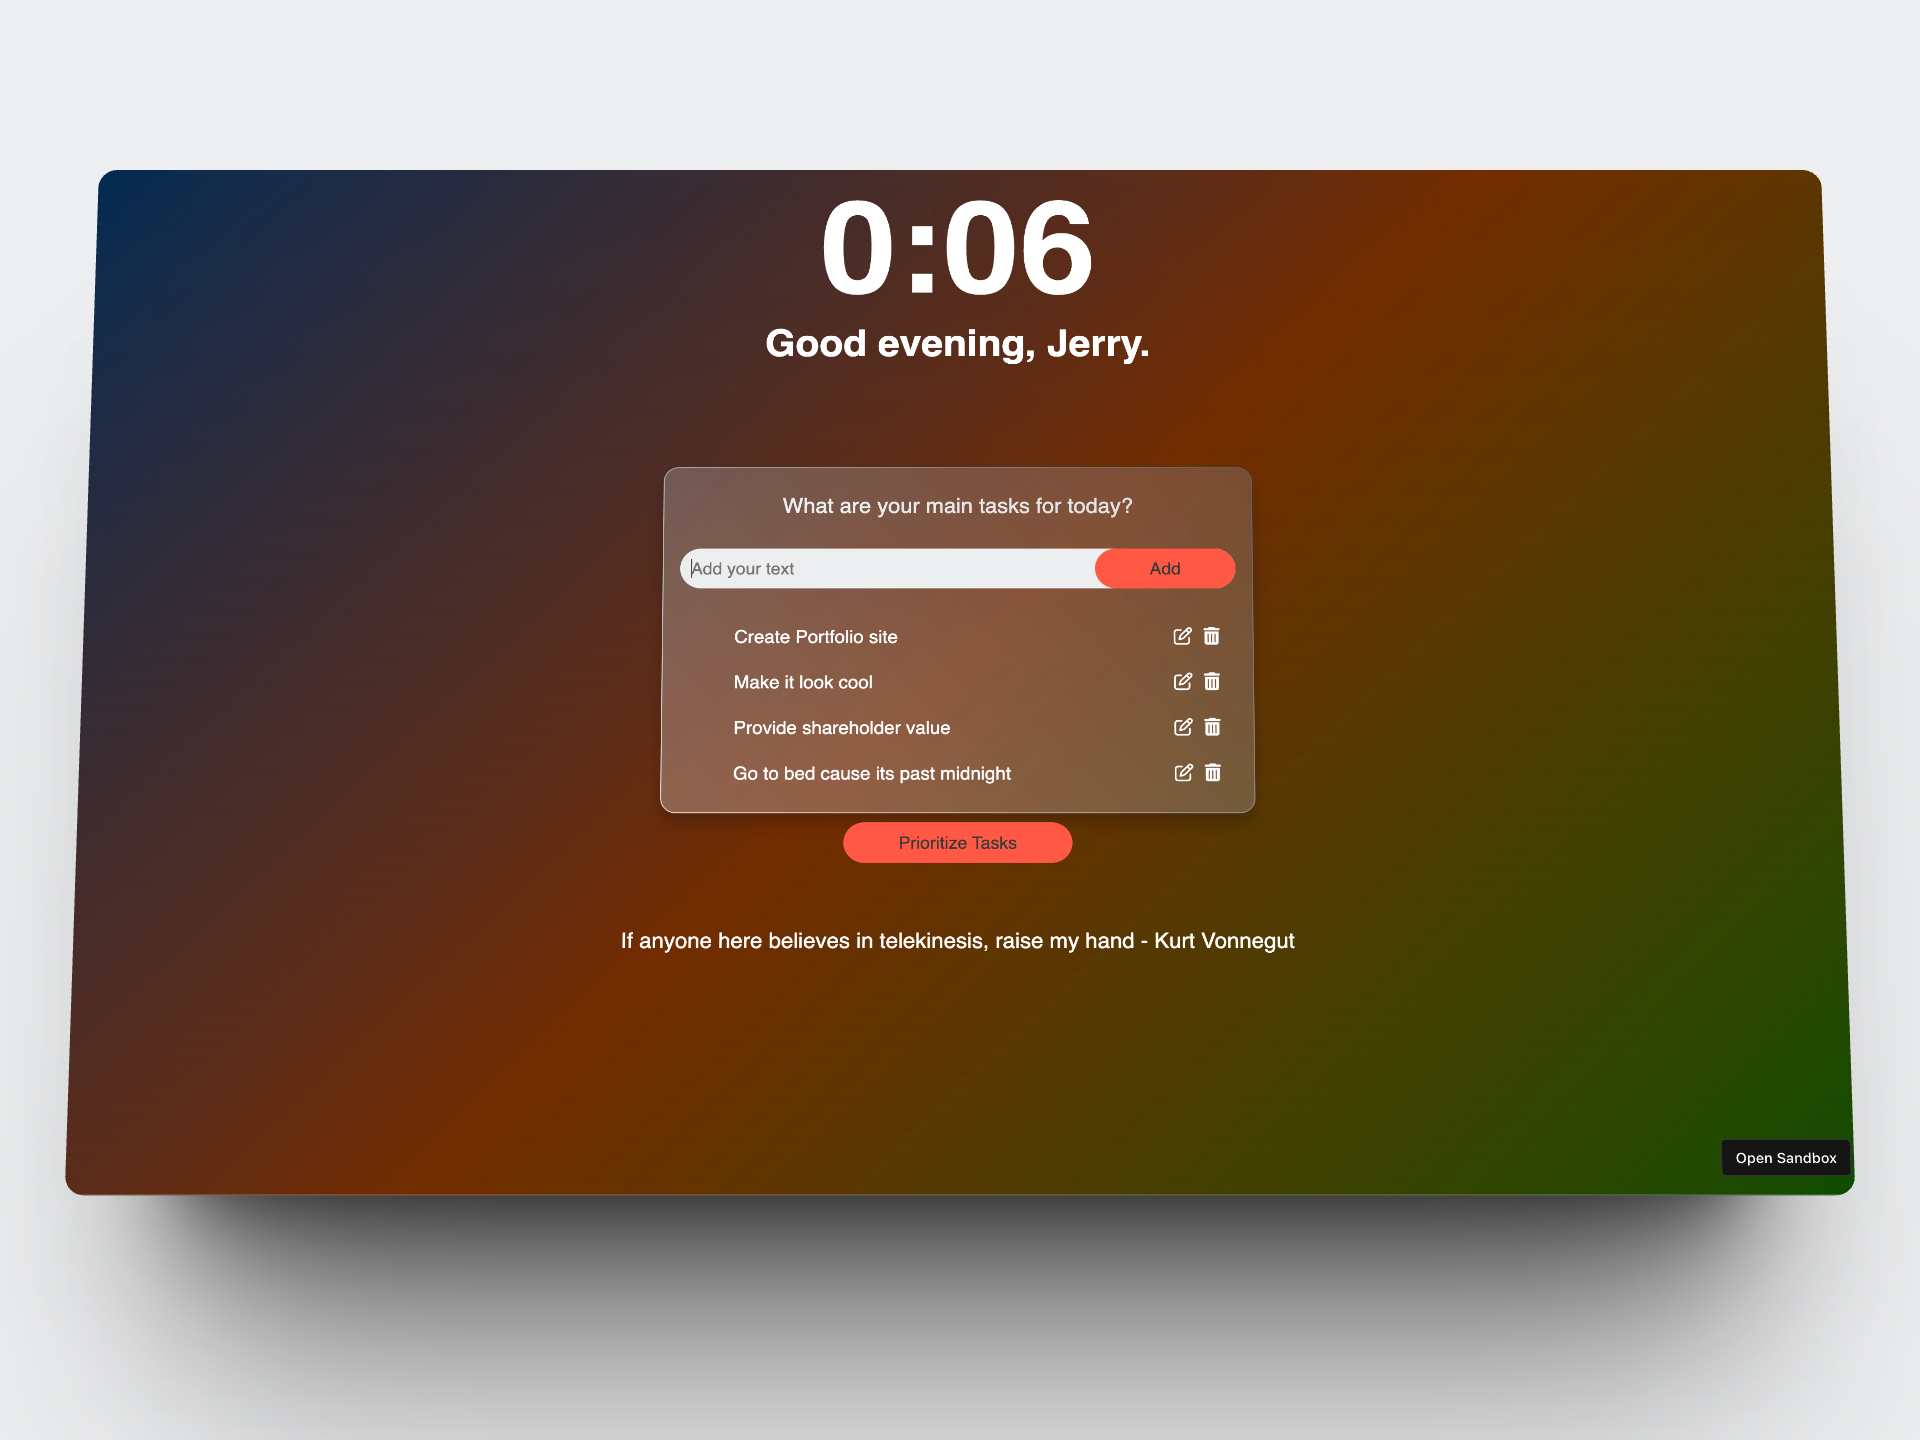 0:06
Good evening, Jerry.
What are your main tasks for today?
Add your text
Add
Create Portfolio site
Make it look cool
Provide shareholder value
Go to bed cause its past midnight
Prioritize Tasks
If anyone here believes in telekinesis, raise my hand - Kurt Vonnegut
Open Sandbox